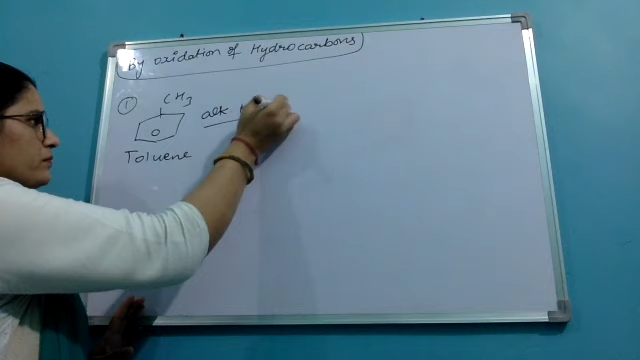 By oxidation of Hydrocarbons
① CH3
alk
Toluene